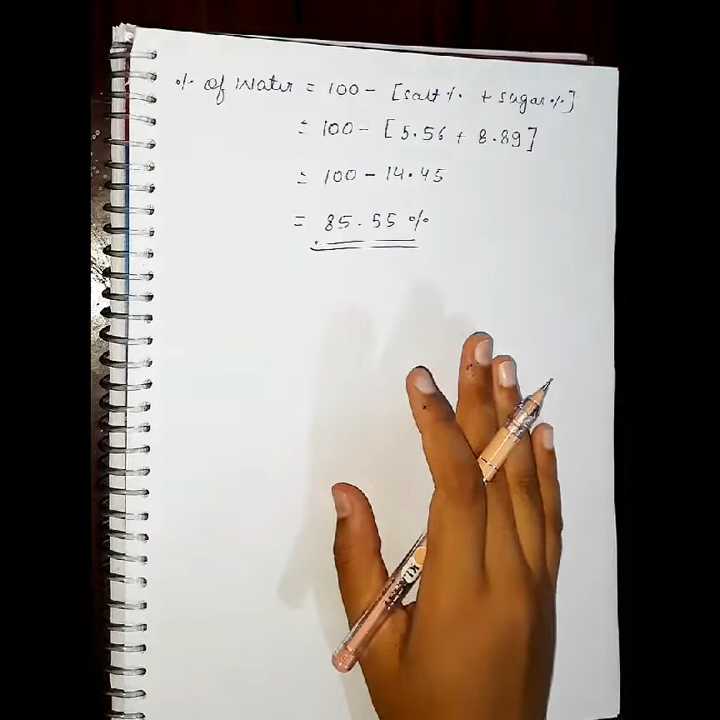 % of Water = 100 - [salt % + sugar %]
= 100 - [5.56 + 8.89]
= 100 - 14.45
= 85.55 %